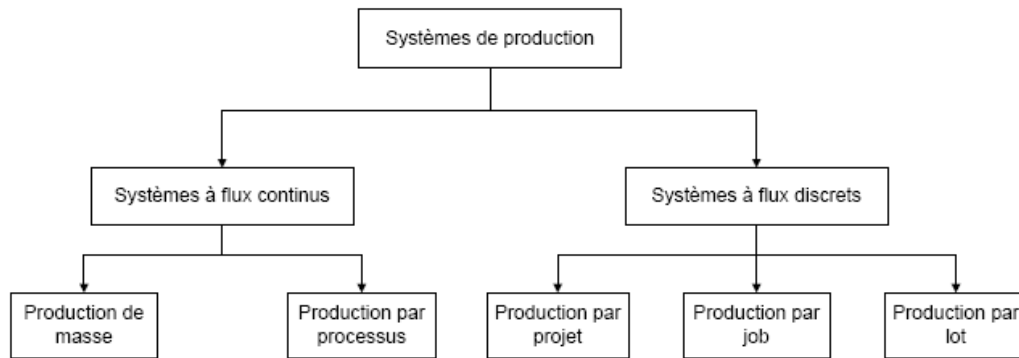 Systèmes de production
Systèmes à flux continus
Systèmes à flux discrets
Production de
masse
Production par
processus
Production par
projet
Production par
job
Production par
lot